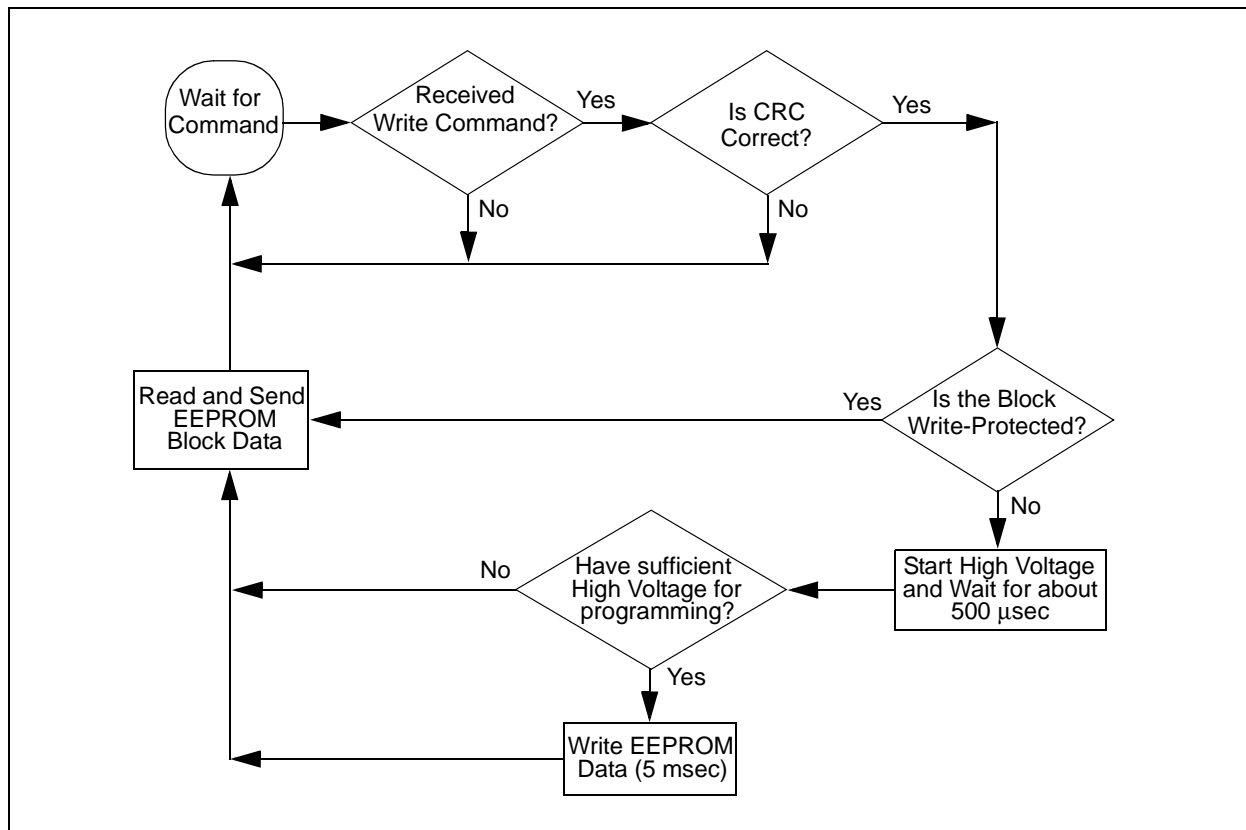 Wait for
Command
Received
Write Command?
Yes
Is CRC
Correct?
Yes
No
No
Read and Send
EEPROM
Block Data
Yes
Is the Block
Write-Protected?
No
Start High Voltage
and Wait for about
500 μsec
Have sufficient
High Voltage for
programming?
No
Yes
Write EEPROM
Data (5 msec)